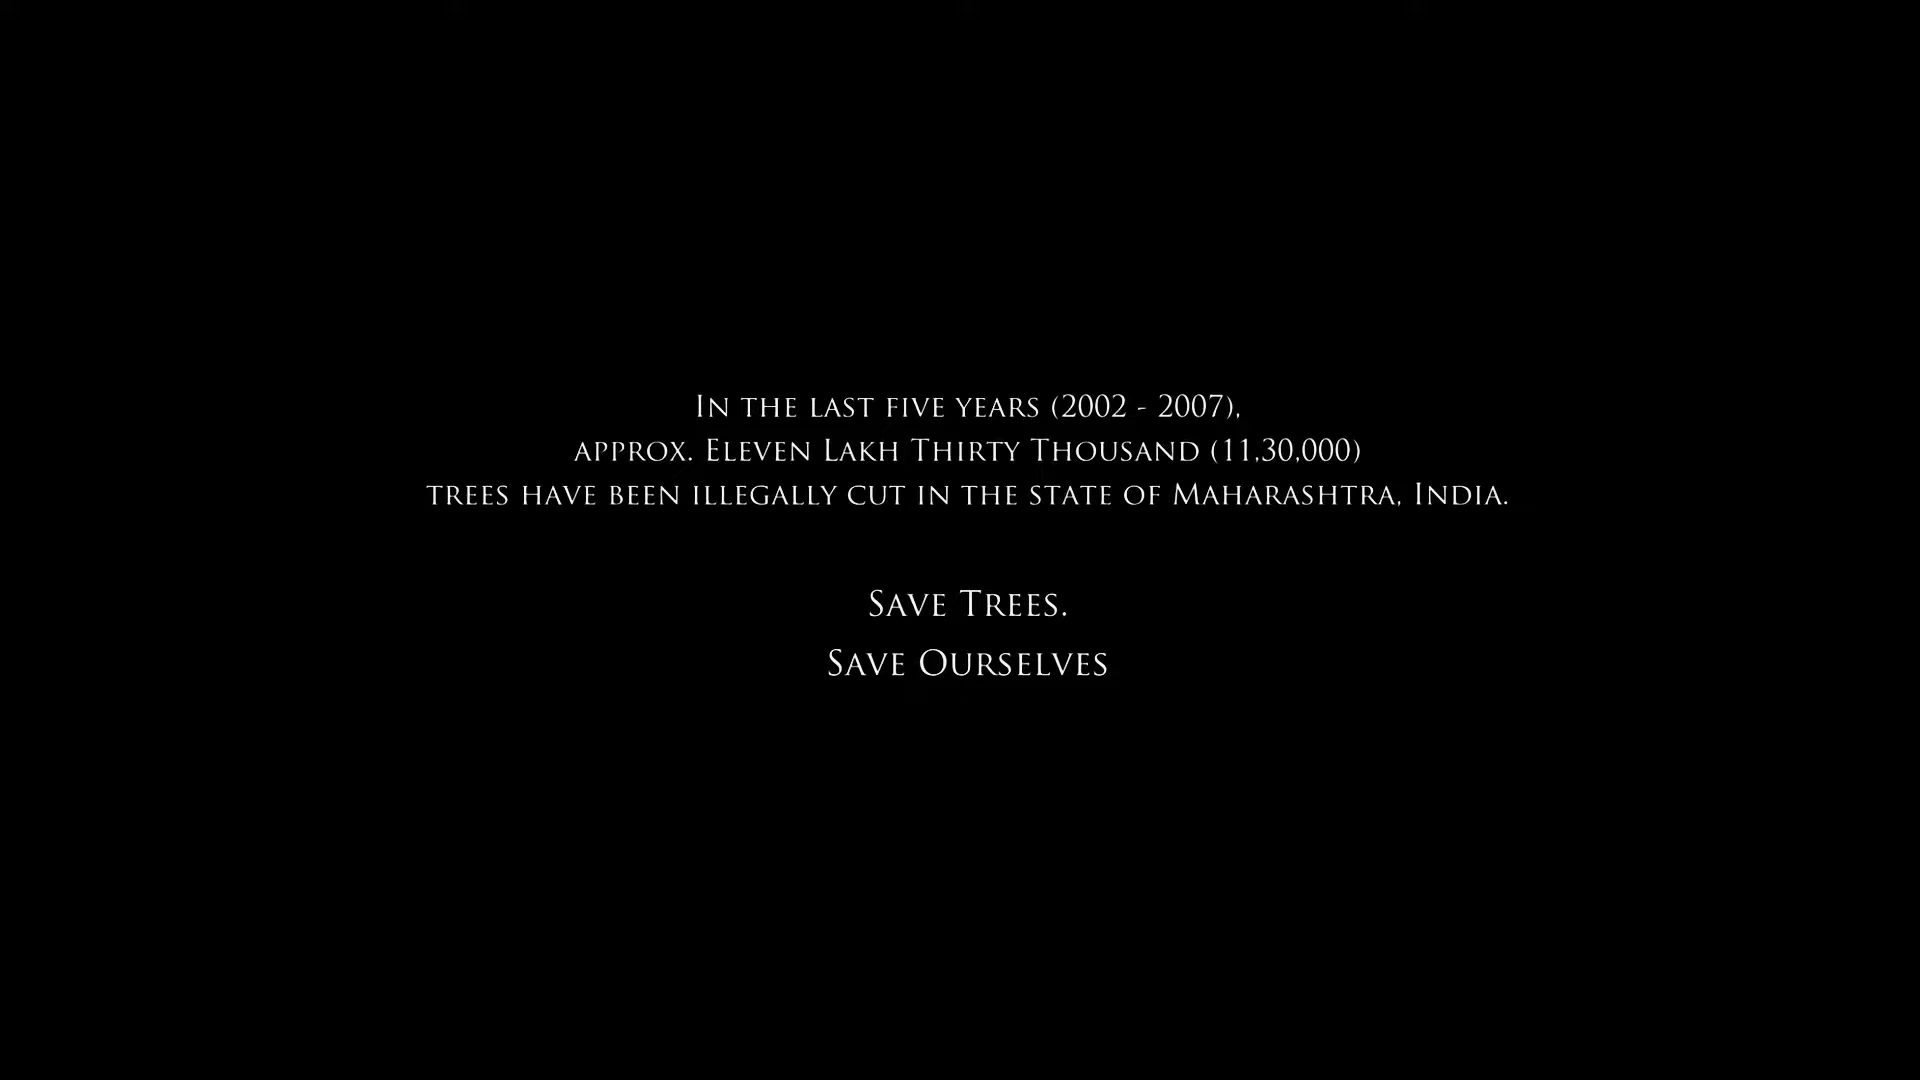 In the last five years (2002 - 2007),
approx. Eleven Lakh Thirty Thousand (11,30,000)
trees have been illegally cut in the state of Maharashtra, India.
Save Trees.
Save Ourselves